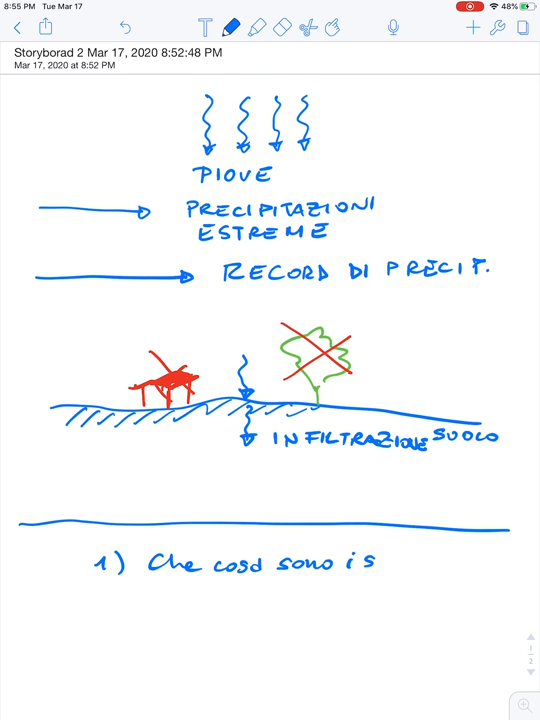 8:55 PM Tue Mar 17 48%
Storyborad 2 Mar 17, 2020 8:52:48 PM
Mar 17, 2020 at 8:52 PM
PIOVE
PRECIPITAZIONI
ESTREME
RECORD DI PRECIT.
INFILTRAZIONE SUOLO
1) Che cosa sono i s
1
2